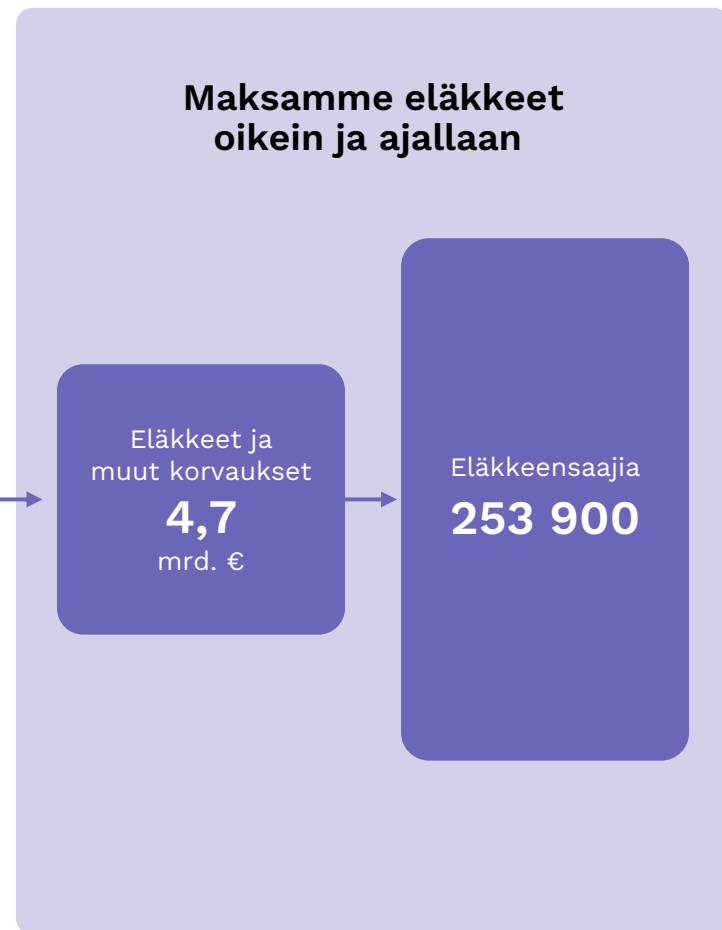 Maksamme eläkkeet
oikein ja ajallaan
Eläkkeet ja
muut korvaukset
4,7
mrd. €
Eläkkeensaajia
253 900